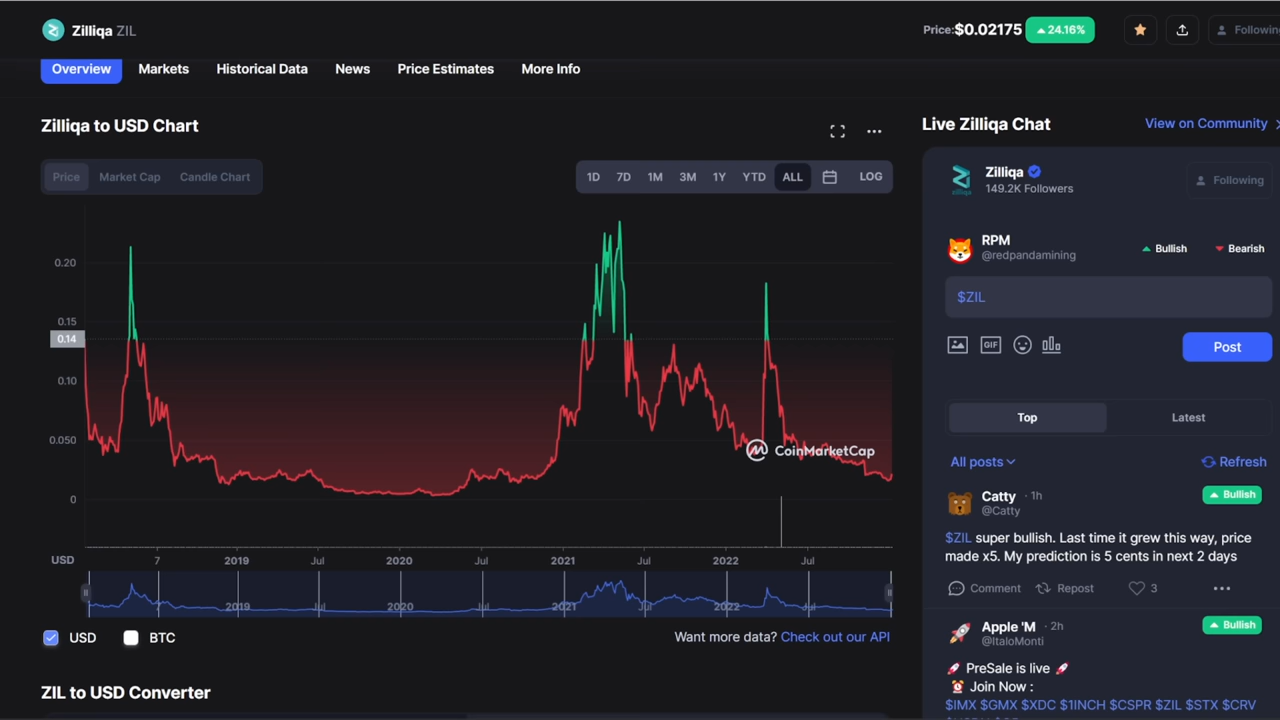 Zilliqa ZIL
Price:$0.02175 24.16%
Overview Markets Historical Data News Price Estimates More Info
Zilliqa to USD Chart
Price Market Cap Candle Chart
1D 7D 1M 3M 1Y YTD ALL LOG
0.20
0.15
0.14
0.10
0.050
0
CoinMarketCap
USD 7 2019 Jul 2020 Jul 2021 Jul 2022 Jul
7 2019 Jul 2020 Jul 2021 Jul 2022 Jul
USD BTC
Want more data? Check out our API
ZIL to USD Converter
Live Zilliqa Chat
View on Community
Zilliqa
149.2K Followers
Following
RPM
@redpandamining
Bullish Bearish
$ZIL
GIF
Post
Top Latest
All posts Refresh
Catty · 1h
@Catty
Bullish
$ZIL super bullish. Last time it grew this way, price
made x5. My prediction is 5 cents in next 2 days
Comment Repost 3
Apple 'M · 2h
@ItaloMonti
Bullish
🚀 PreSale is live 🚀
⏰ Join Now :
$IMX $GMX $XDC $1INCH $CSPR $ZIL $STX $CRV